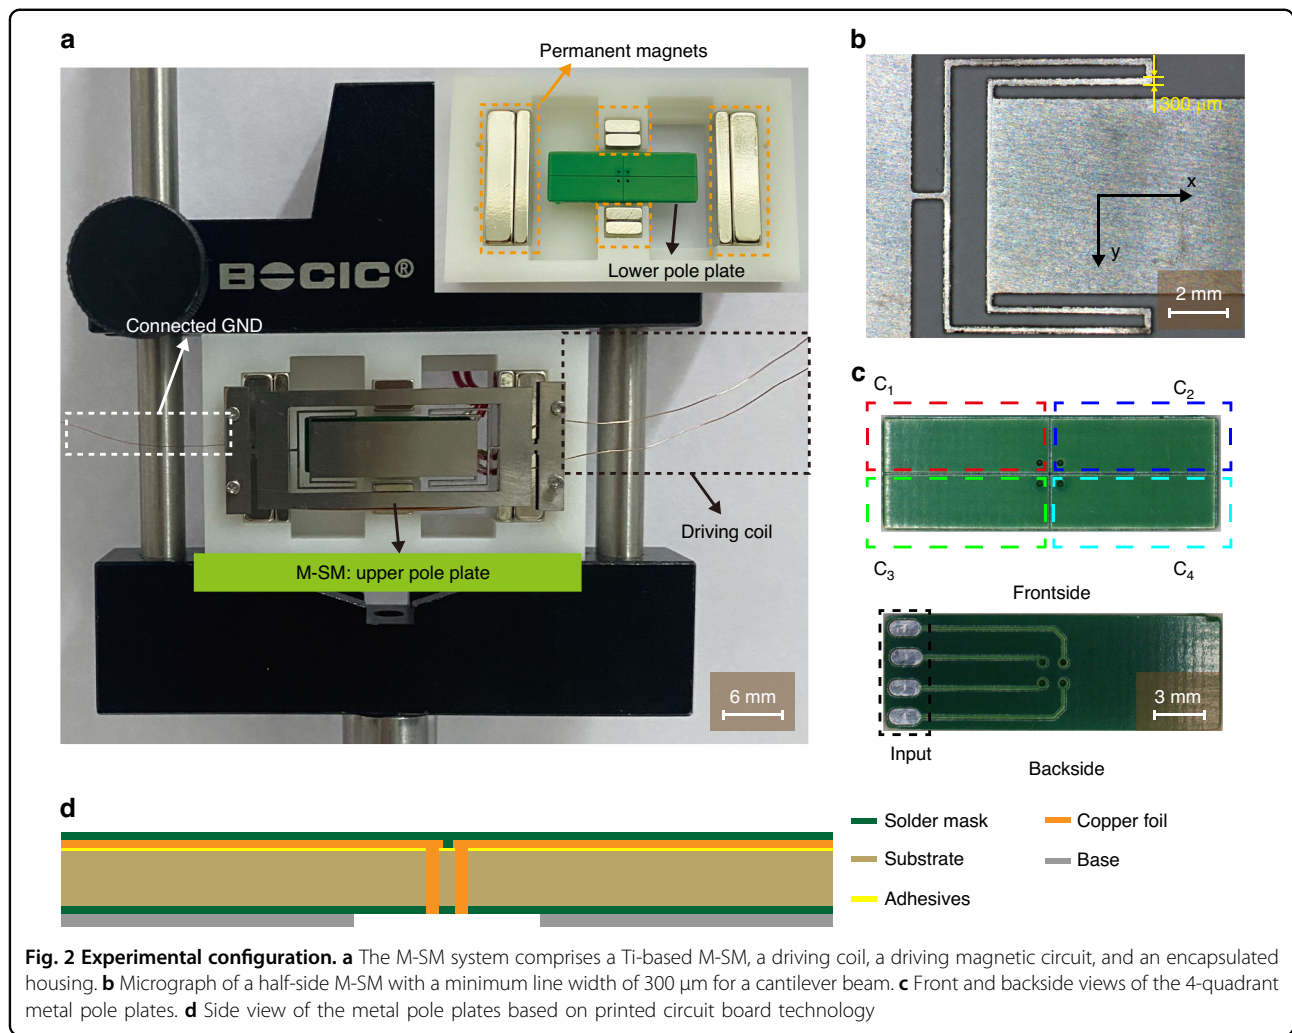 a
Permanent magnets
Lower pole plate
BOCIC®
Connected GND
Driving coil
M-SM: upper pole plate
6 mm
b
300 μm
x
y
2 mm
c
C1
C2
C3
C4
Frontside
Input
3 mm
Backside
d
Solder mask
Copper foil
Substrate
Base
Adhesives
Fig. 2 Experimental configuration. a The M-SM system comprises a Ti-based M-SM, a driving coil, a driving magnetic circuit, and an encapsulated
housing. b Micrograph of a half-side M-SM with a minimum line width of 300 μm for a cantilever beam. c Front and backside views of the 4-quadrant
metal pole plates. d Side view of the metal pole plates based on printed circuit board technology